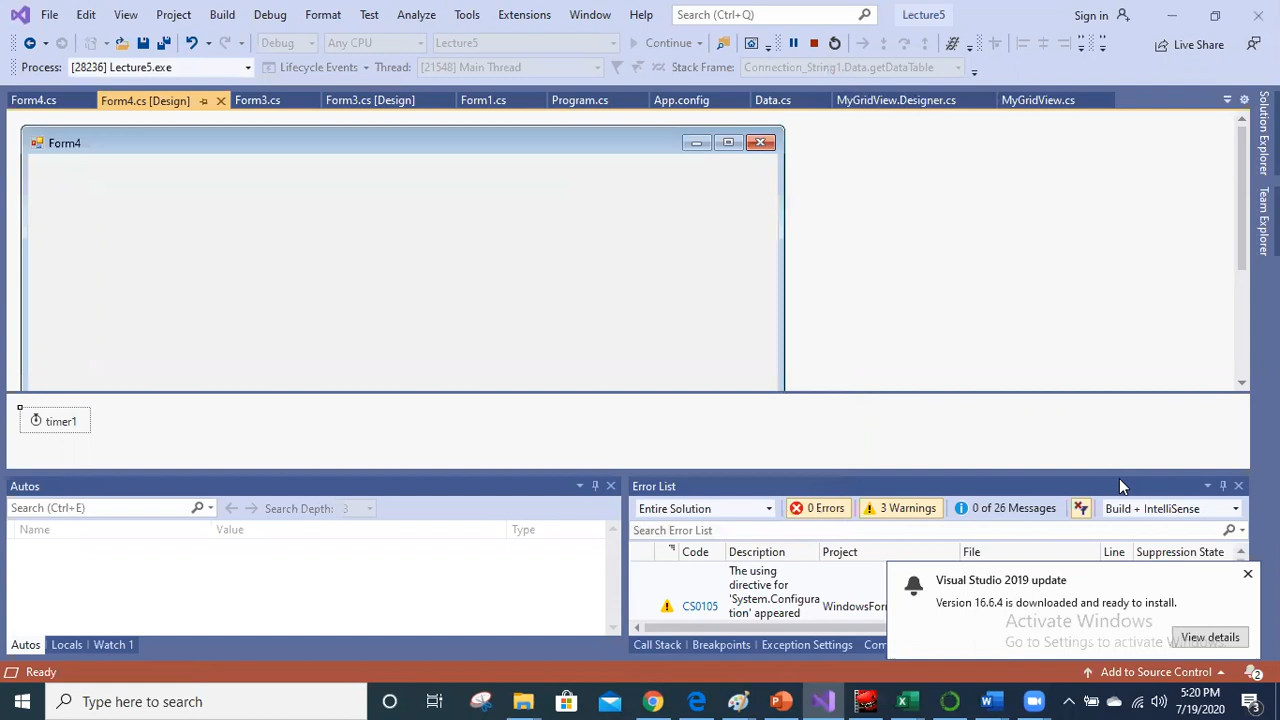 File Edit View Project Build Debug Format Test Analyze Tools Extensions Window Help Search (Ctrl+Q) Lecture5 Sign in
Debug Any CPU Lecture5 Continue Live Share
Process: [28236] Lecture5.exe Lifecycle Events Thread: [21548] Main Thread Stack Frame: Connection_String1.Data.getDataTable
Form4.cs Form4.cs [Design] Form3.cs Form3.cs [Design] Form1.cs Program.cs App.config Data.cs MyGridView.Designer.cs MyGridView.cs
Solution Explorer
Team Explorer
Form4
timer1
Autos
Search (Ctrl+E) Search Depth: 3
Name Value Type
Autos Locals Watch 1
Error List
Entire Solution 0 Errors 3 Warnings 0 of 26 Messages Build + IntelliSense
Search Error List
Code Description Project File Line Suppression State
The using
directive for
'System.Configura
CS0105 tion' appeared WindowsForm
Call Stack Breakpoints Exception Settings Com
Visual Studio 2019 update
Version 16.6.4 is downloaded and ready to install.
Activate Windows
Go to Settings to activate Windows.
View details
Ready Add to Source Control 2
Type here to search
5:20 PM
7/19/2020
3